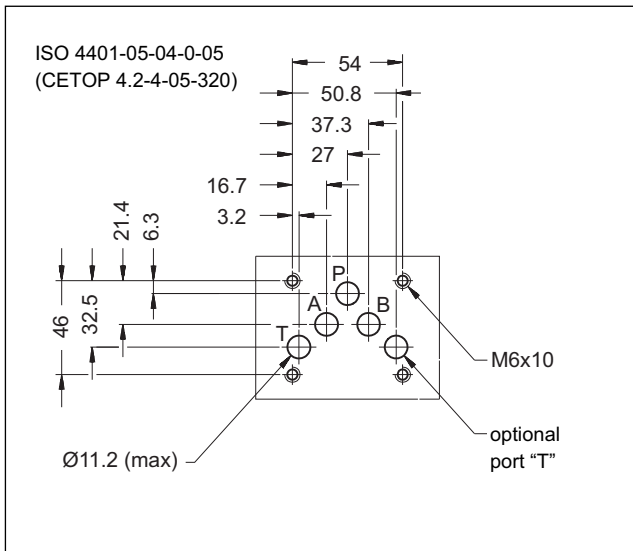 ISO 4401-05-04-0-05
(CETOP 4.2-4-05-320)
54
50.8
37.3
27
16.7
3.2
21.4
6.3
46
32.5
P
A
B
T
M6x10
Ø11.2 (max)
optional
port “T”